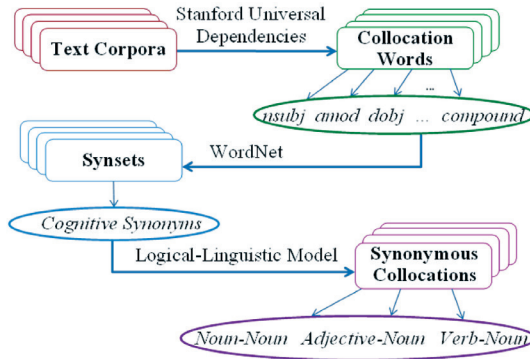 Stanford Universal
Dependencies
Text Corpora
Collocation
Words
...
nsubj amod dobj ... compound
WordNet
Synsets
Cognitive Synonyms
Logical-Linguistic Model
Synonymous
Collocations
Noun-Noun Adjective-Noun Verb-Noun